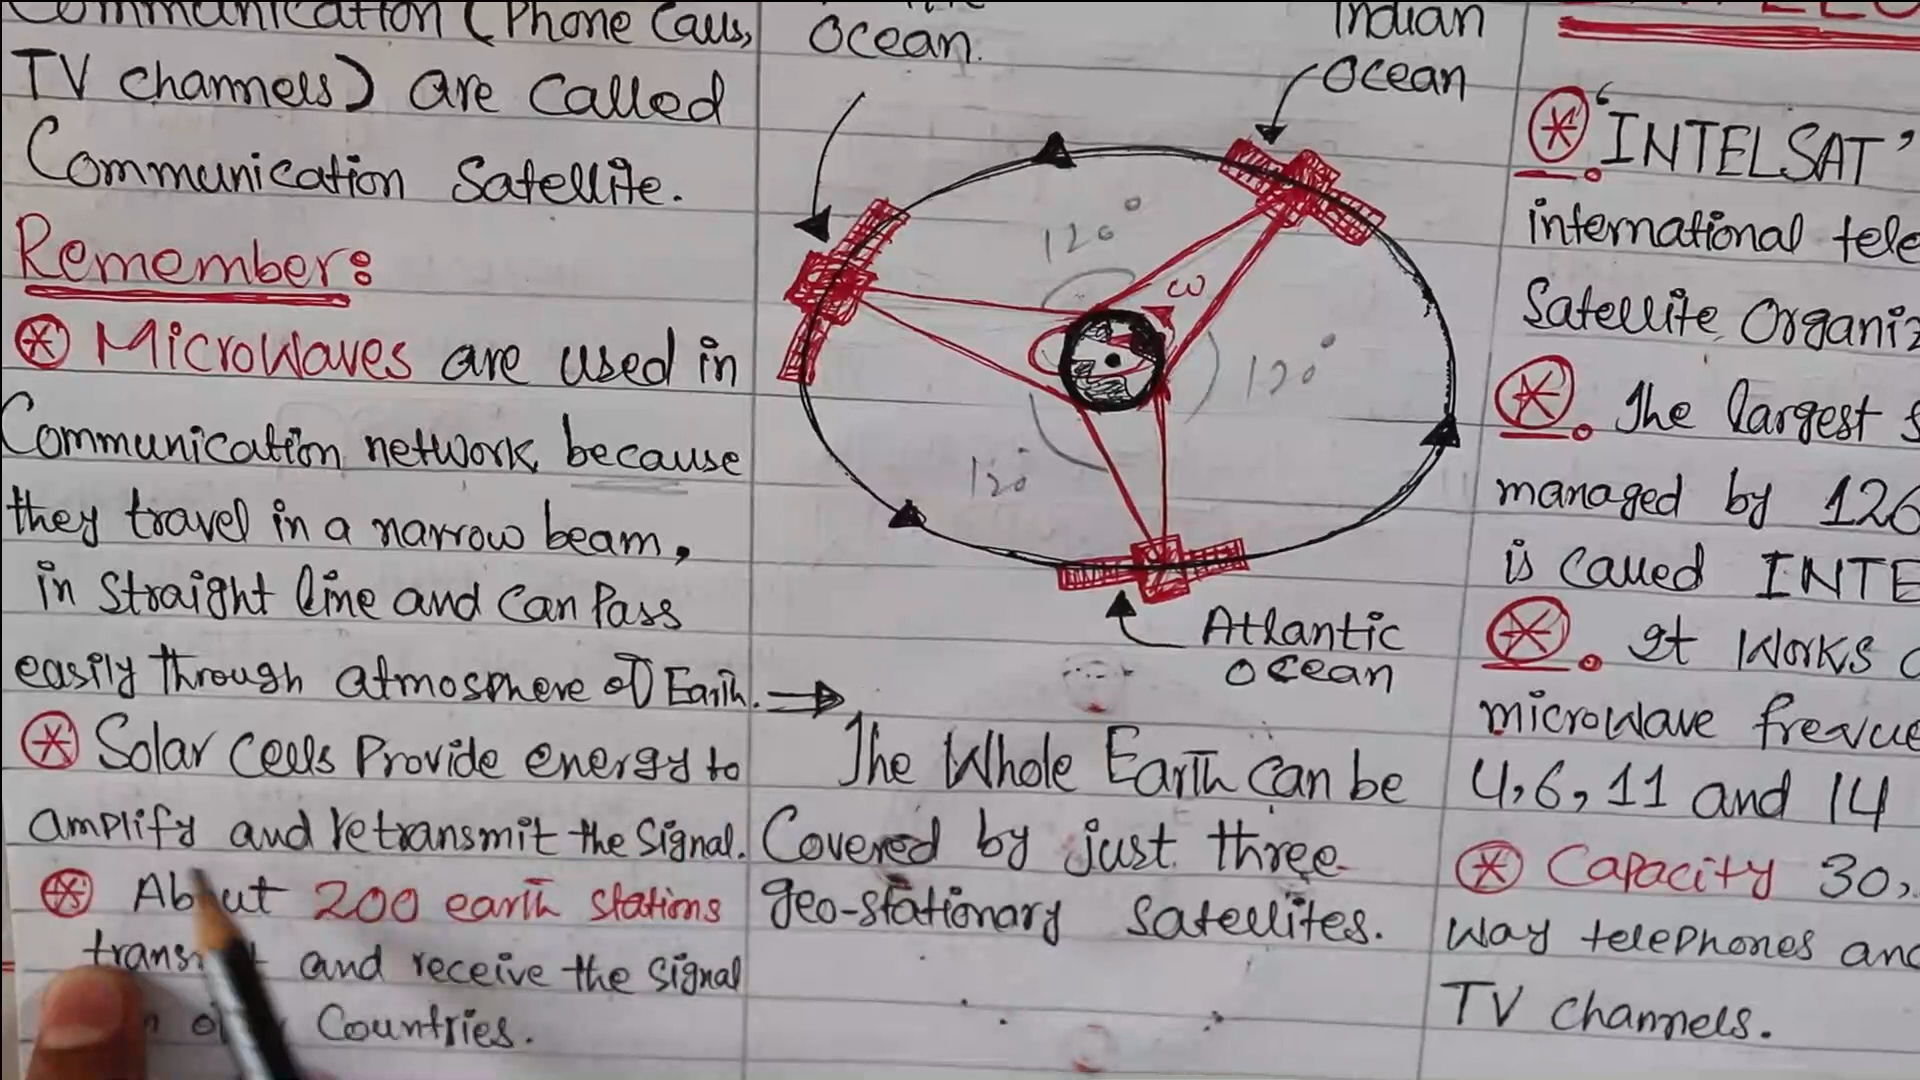 Communication (Phone Calls,
TV channels) are called
Communication Satellite.
Remember:
Microwaves are used in
Communication network because
they travel in a narrow beam,
in straight line and can Pass
easily through atmosphere of Earth.
Solar cells Provide energy to
amplify and retransmit the signal.
About 200 earth stations
and receive the signal
Countries.
Ocean.
Indian
Ocean
120°
ω
120°
120°
Atlantic
Ocean
The Whole Earth can be
Covered by just three
geo-stationary Satellites.
'INTELSAT'
international tele
Satellite Organiz
The largest s
managed by 126
is called INTE
It Works
microwave freque
4,6,11 and 14
Capacity 30,
Way telephones and
TV channels.